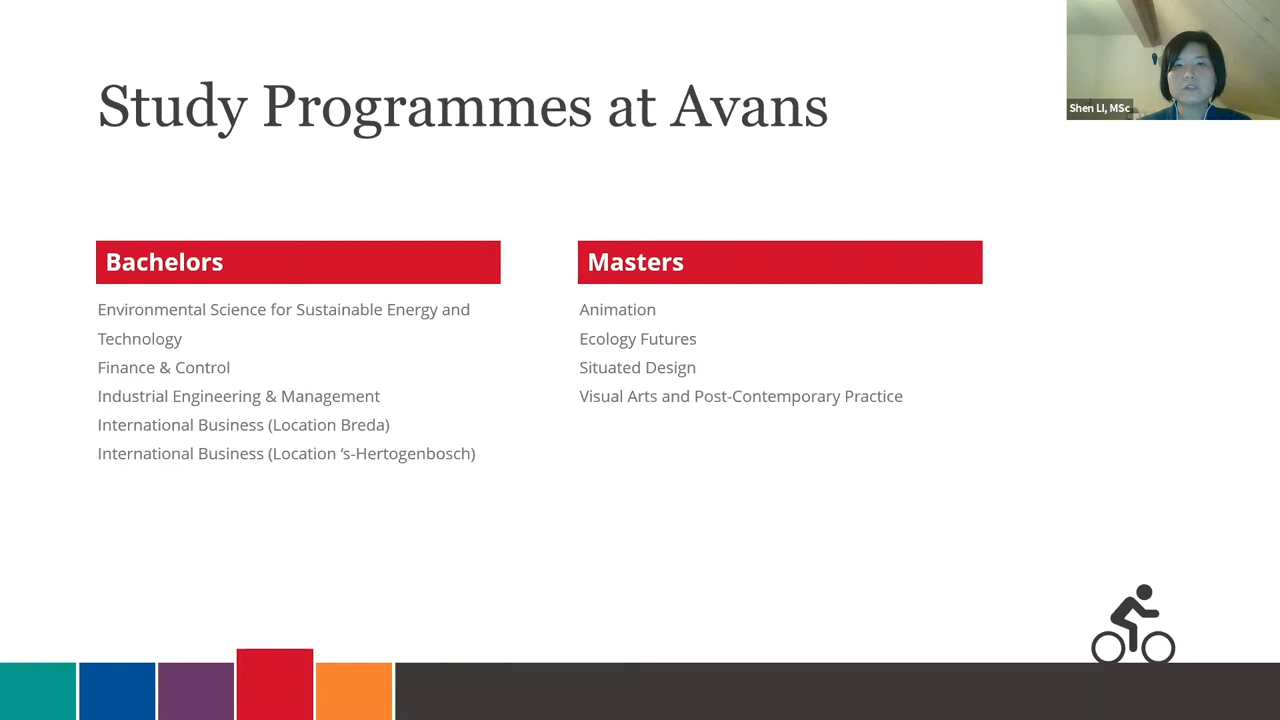 Study Programmes at Avans
Shen LI, MSc
Bachelors
Environmental Science for Sustainable Energy and
Technology
Finance & Control
Industrial Engineering & Management
International Business (Location Breda)
International Business (Location ‘s-Hertogenbosch)
Masters
Animation
Ecology Futures
Situated Design
Visual Arts and Post-Contemporary Practice